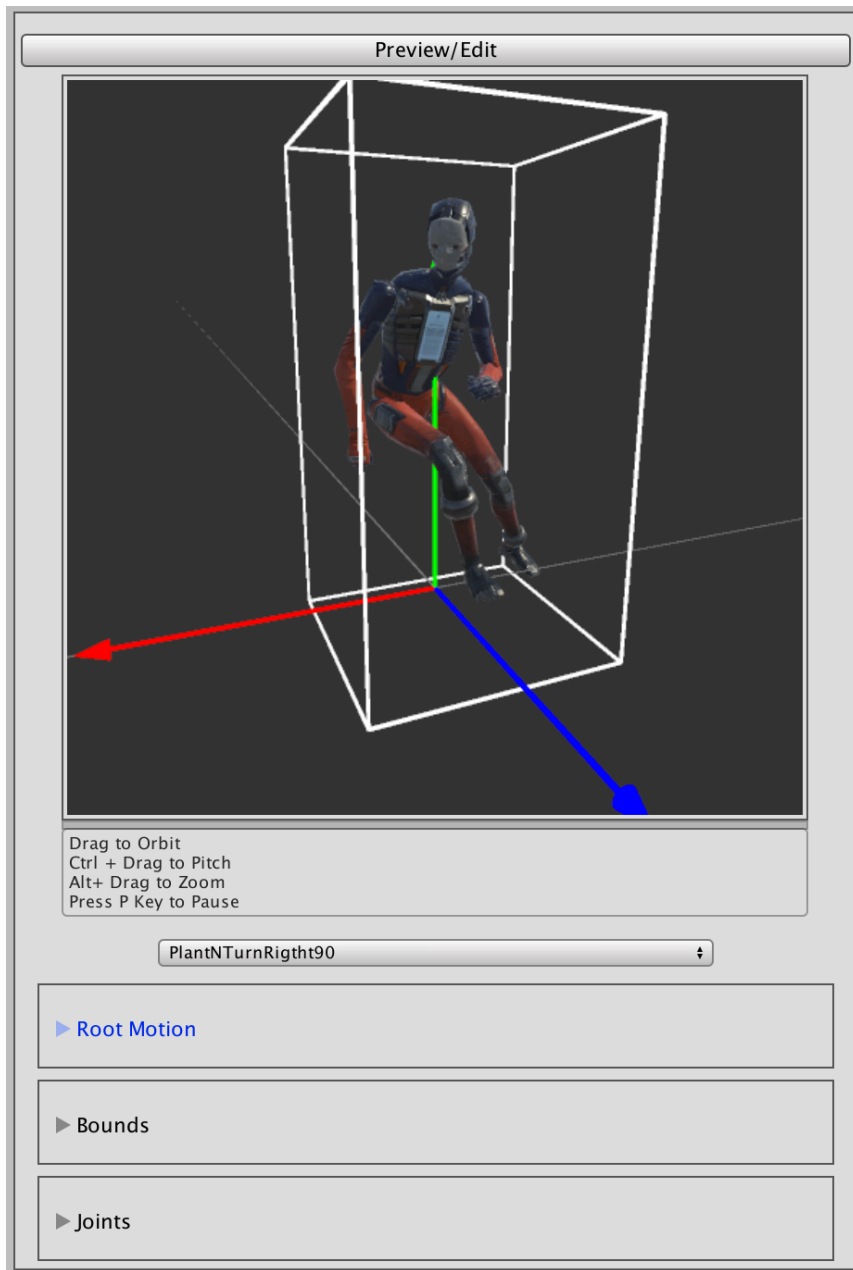 Preview/Edit
Drag to Orbit
Ctrl + Drag to Pitch
Alt+ Drag to Zoom
Press P Key to Pause
PlantNTurnRigtht90
Root Motion
Bounds
Joints